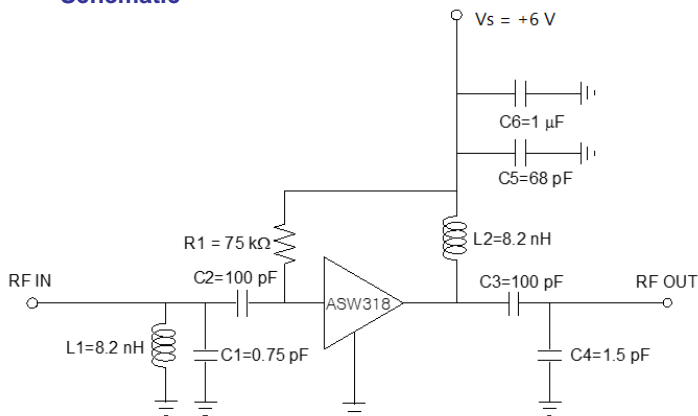 Schematic
Vs = +6 V
C6=1 μF
C5=68 pF
R1 = 75 kΩ
L2=8.2 nH
RF IN
C2=100 pF
C3=100 pF
RF OUT
ASW318
L1=8.2 nH
C1=0.75 pF
C4=1.5 pF